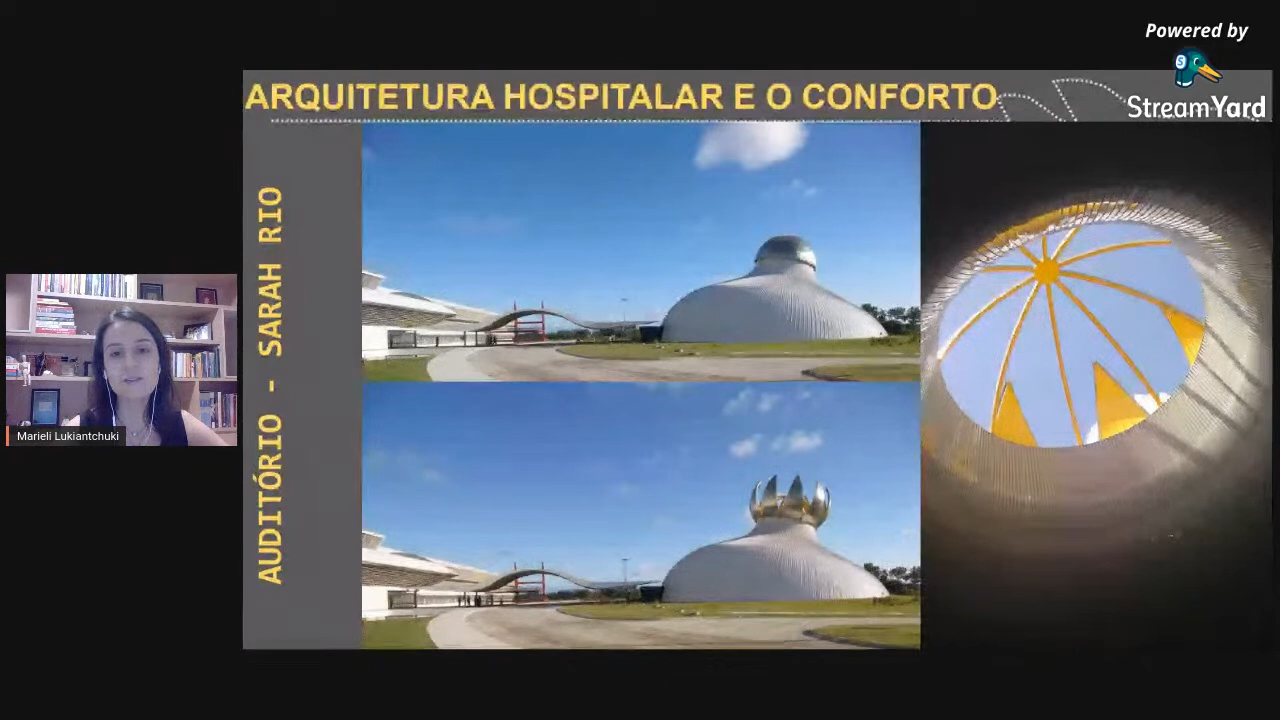 Powered by
StreamYard
ARQUITETURA HOSPITALAR E O CONFORTO
AUDITÓRIO - SARAH RIO
Marieli Lukiantchuki